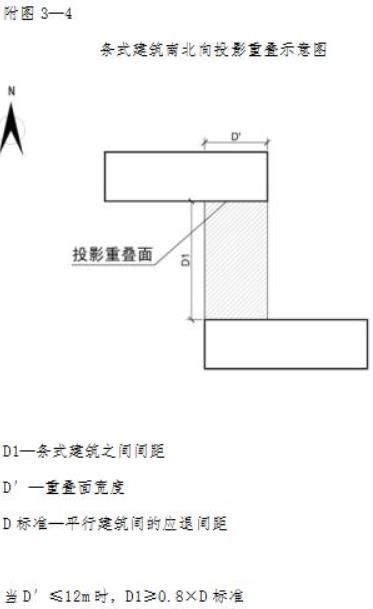 附图 3—4
条式建筑南北向投影重叠示意图
N
D'
投影重叠面
D1
D1—条式建筑之间间距
D′—重叠面宽度
D 标准—平行建筑间的应退间距
当 D′≤12m 时，D1≥0.8×D 标准